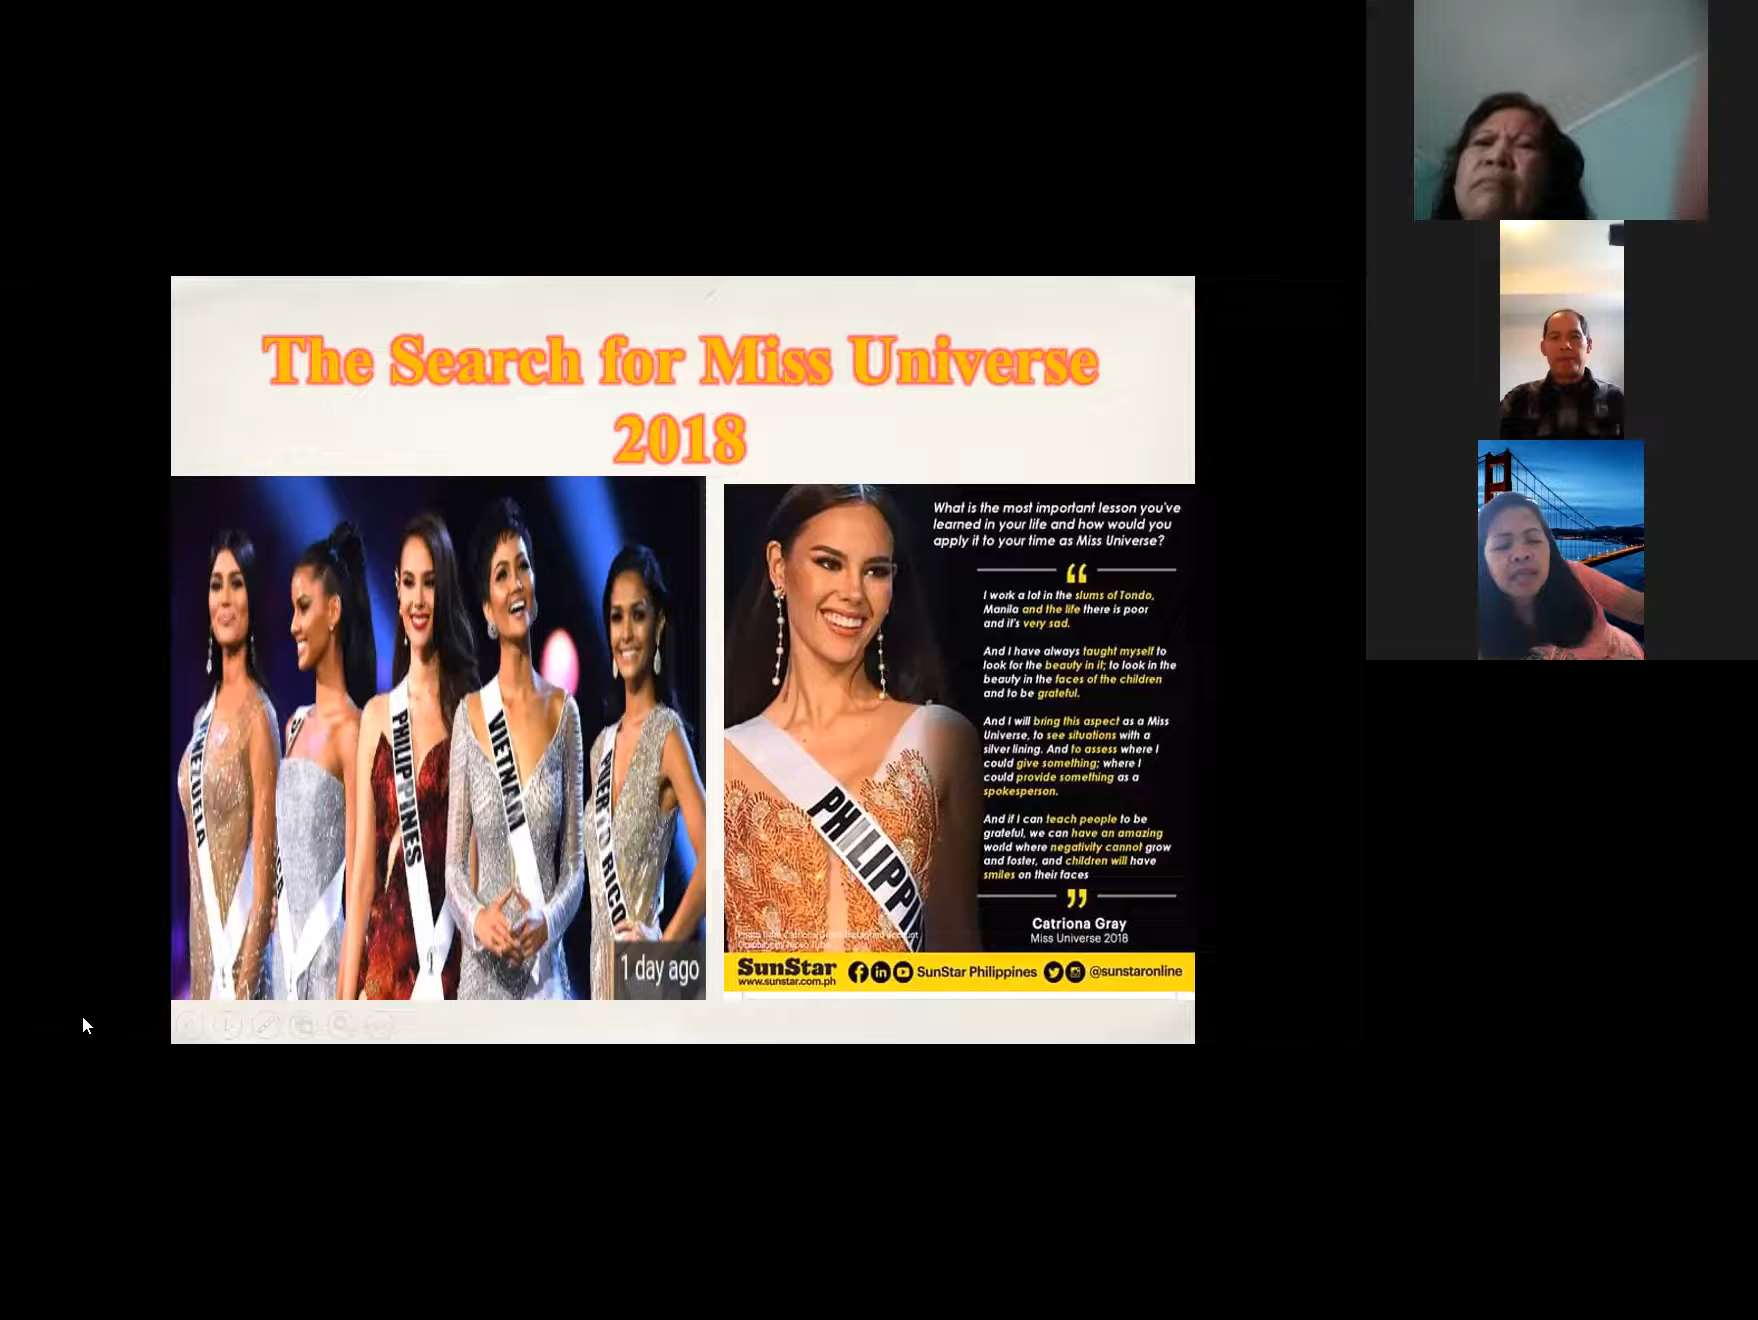 The Search for Miss Universe
2018
VENEZUELA
PHILIPPINES
VIETNAM
PUERTO RICO
1 day ago
What is the most important lesson you've
learned in your life and how would you
apply it to your time as Miss Universe?
“
I work a lot in the slums of Tondo,
Manila and the life there is poor
and it's very sad.
And I have always taught myself to
look for the beauty in it; to look in the
beauty in the faces of the children
and to be grateful.
And I will bring this aspect as a Miss
Universe, to see situations with a
silver lining. And to assess where I
could give something; where I
could provide something as a
spokesperson.
And if I can teach people to be
grateful, we can have an amazing
world where negativity cannot grow
and foster, and children will have
smiles on their faces
”
Catriona Gray
Miss Universe 2018
PHILIPPI
SunStar
www.sunstar.com.ph
SunStar Philippines
@sunstaronline